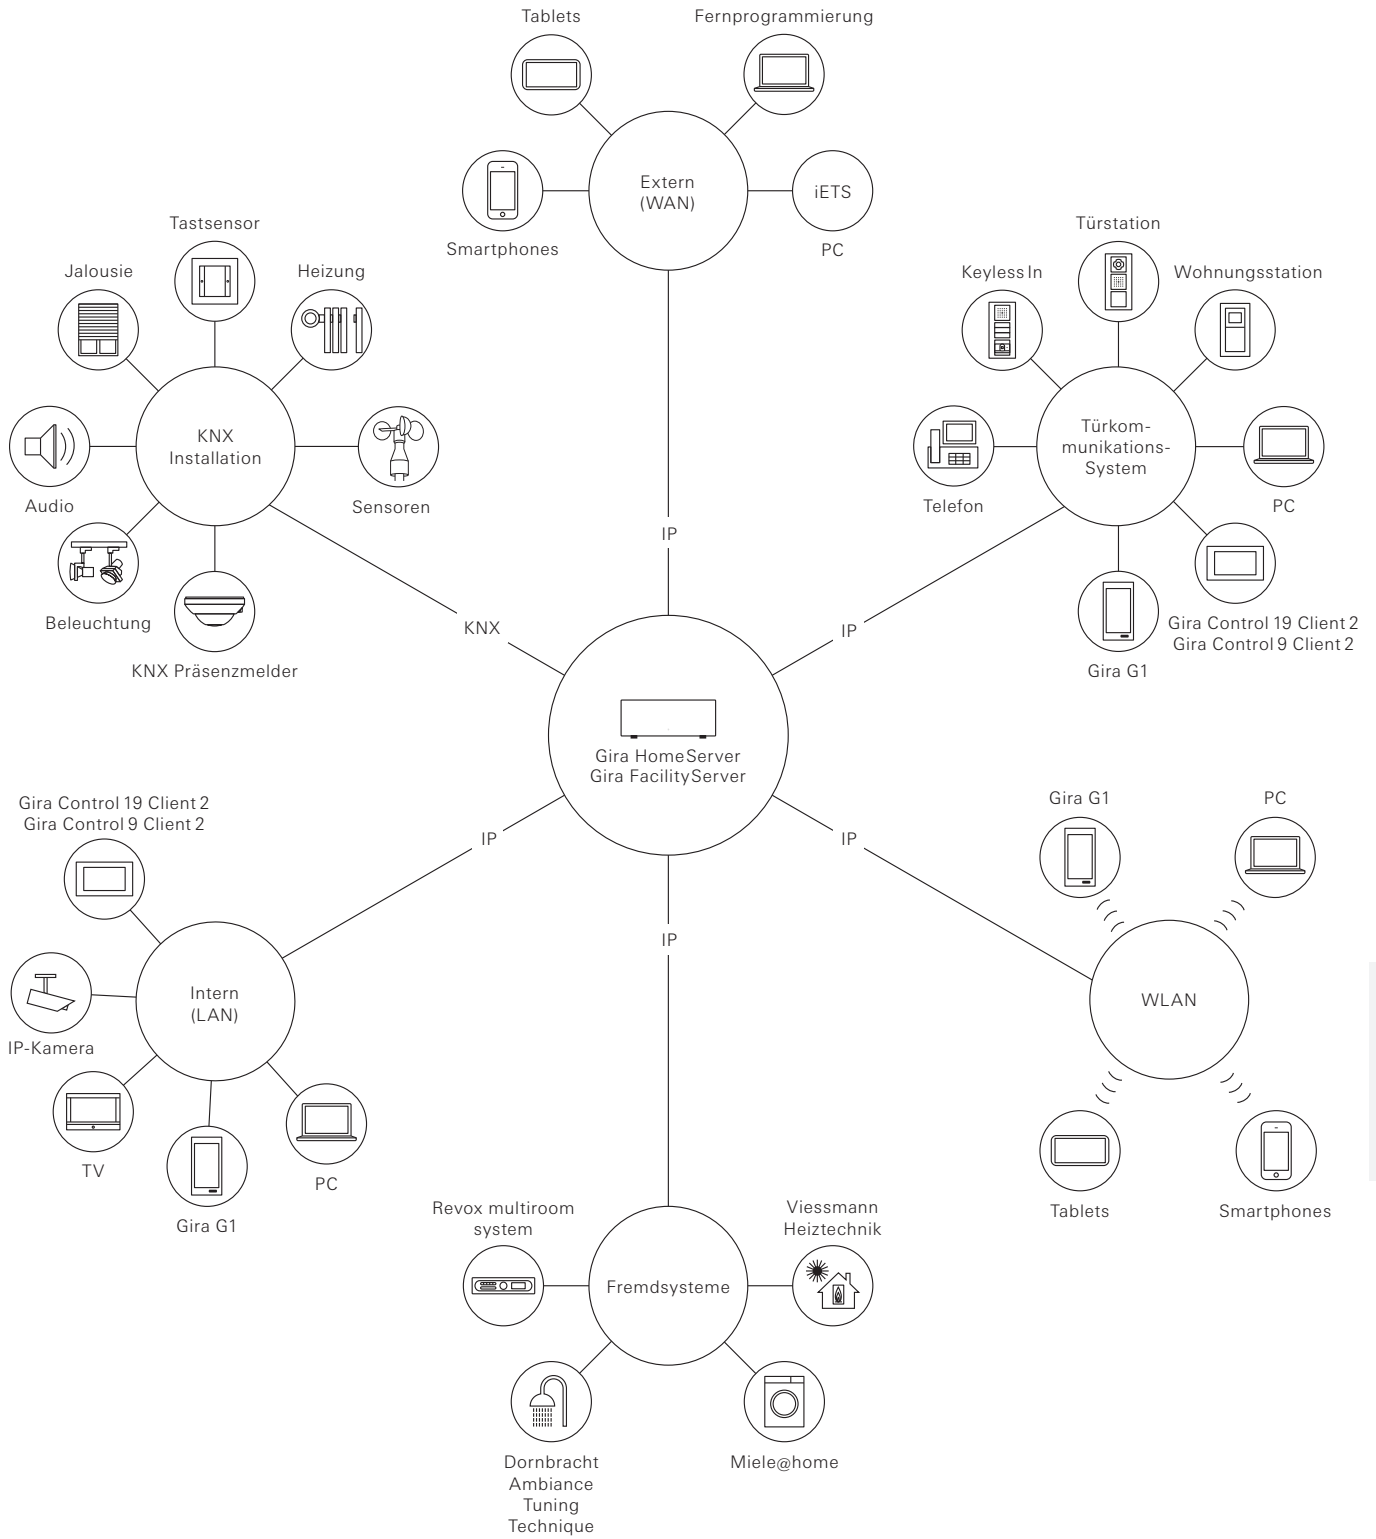 Tablets
Fernprogrammierung
Extern
(WAN)
iETS
Smartphones
PC
Tastsensor
Jalousie
Heizung
KNX
Installation
Audio
Sensoren
Beleuchtung
KNX Präsenzmelder
Türstation
Keyless In
Wohnungsstation
Türkom-
munikations-
System
Telefon
PC
Gira Control 19 Client 2
Gira Control 9 Client 2
Gira G1
IP
KNX
IP
Gira HomeServer
Gira FacilityServer
IP
IP
IP
Gira Control 19 Client 2
Gira Control 9 Client 2
Intern
(LAN)
IP-Kamera
TV
Gira G1
PC
Gira G1
PC
WLAN
Tablets
Smartphones
Revox multiroom
system
Viessmann
Heiztechnik
Fremdsysteme
Dornbracht
Ambiance
Tuning
Technique
Miele@home